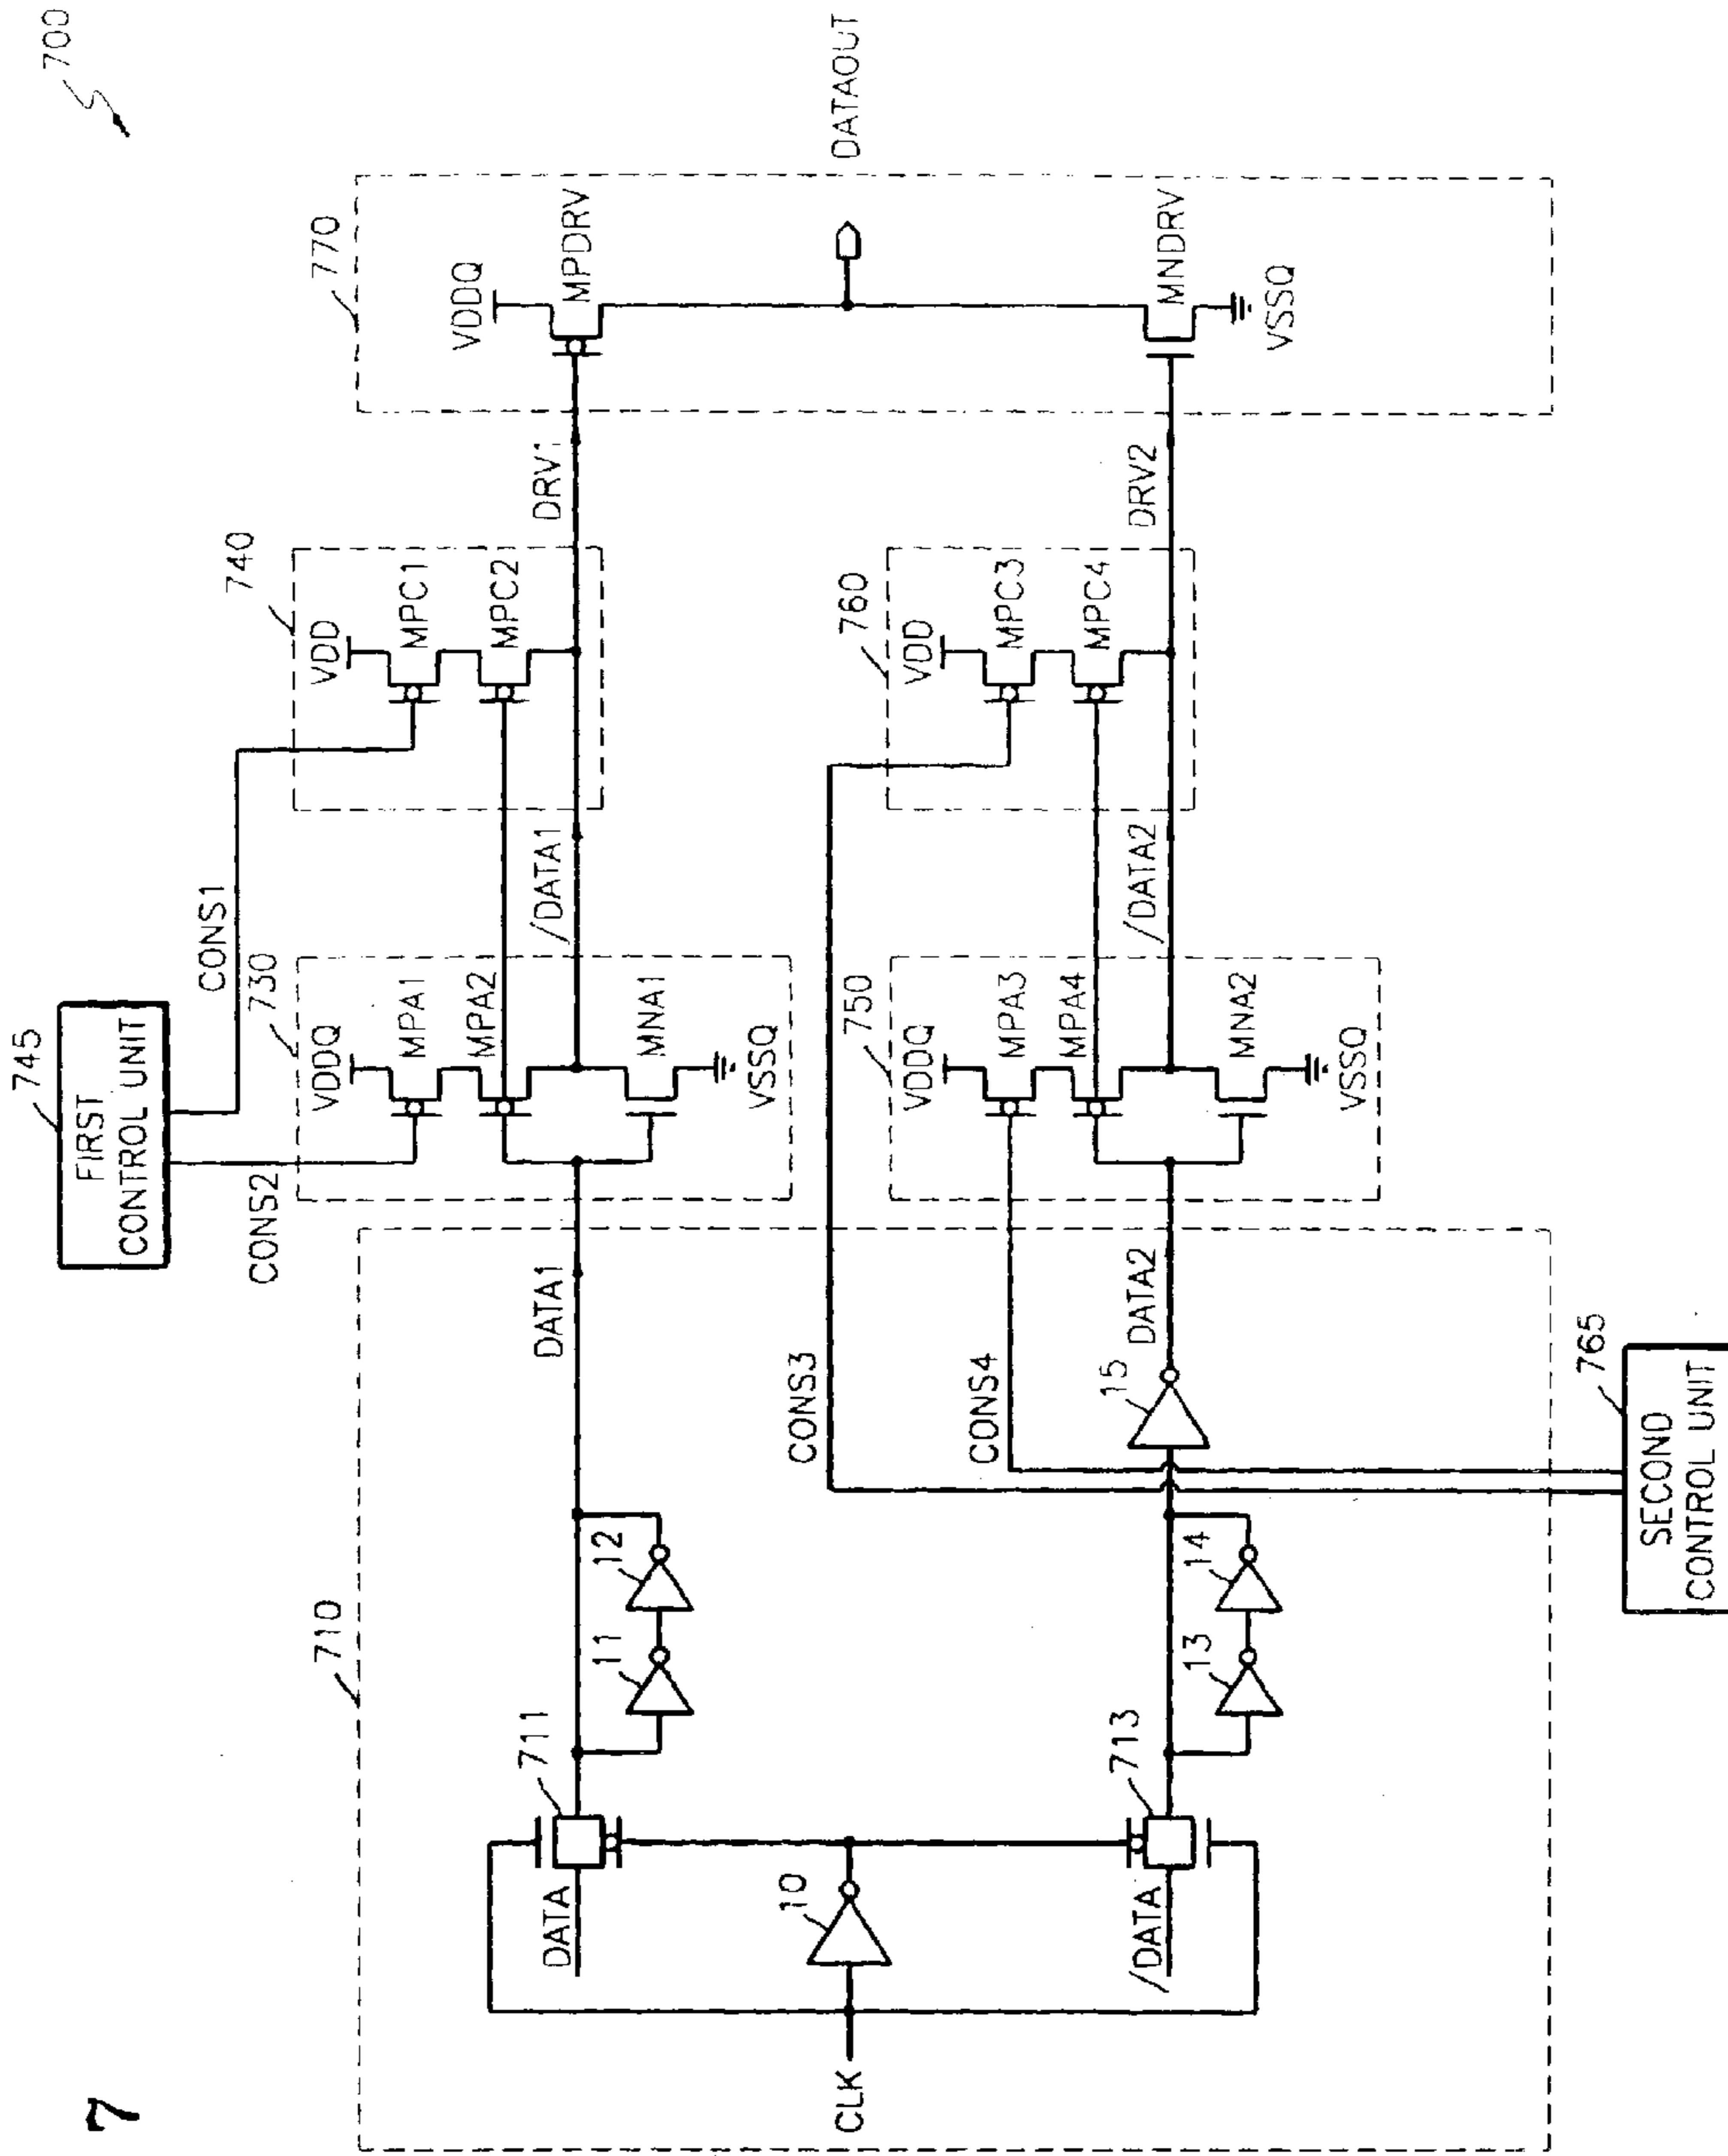 7
700
745
FIRST
CONTROL UNIT
CONS1
CONS2
730
VDDQ
MPA1
MPA2
MNA1
VSSQ
740
VDD
MPC1
MPC2
/DATA1
DRV1
770
VDDQ
MPDRV
DATAOUT
MNDRV
VSSQ
710
DATA
711
11
12
DATA1
CLK
10
/DATA
713
13
14
15
DATA2
CONS3
CONS4
750
VDDQ
MPA3
MPA4
MNA2
VSSQ
760
VDD
MPC3
MPC4
/DATA2
DRV2
765
SECOND
CONTROL UNIT